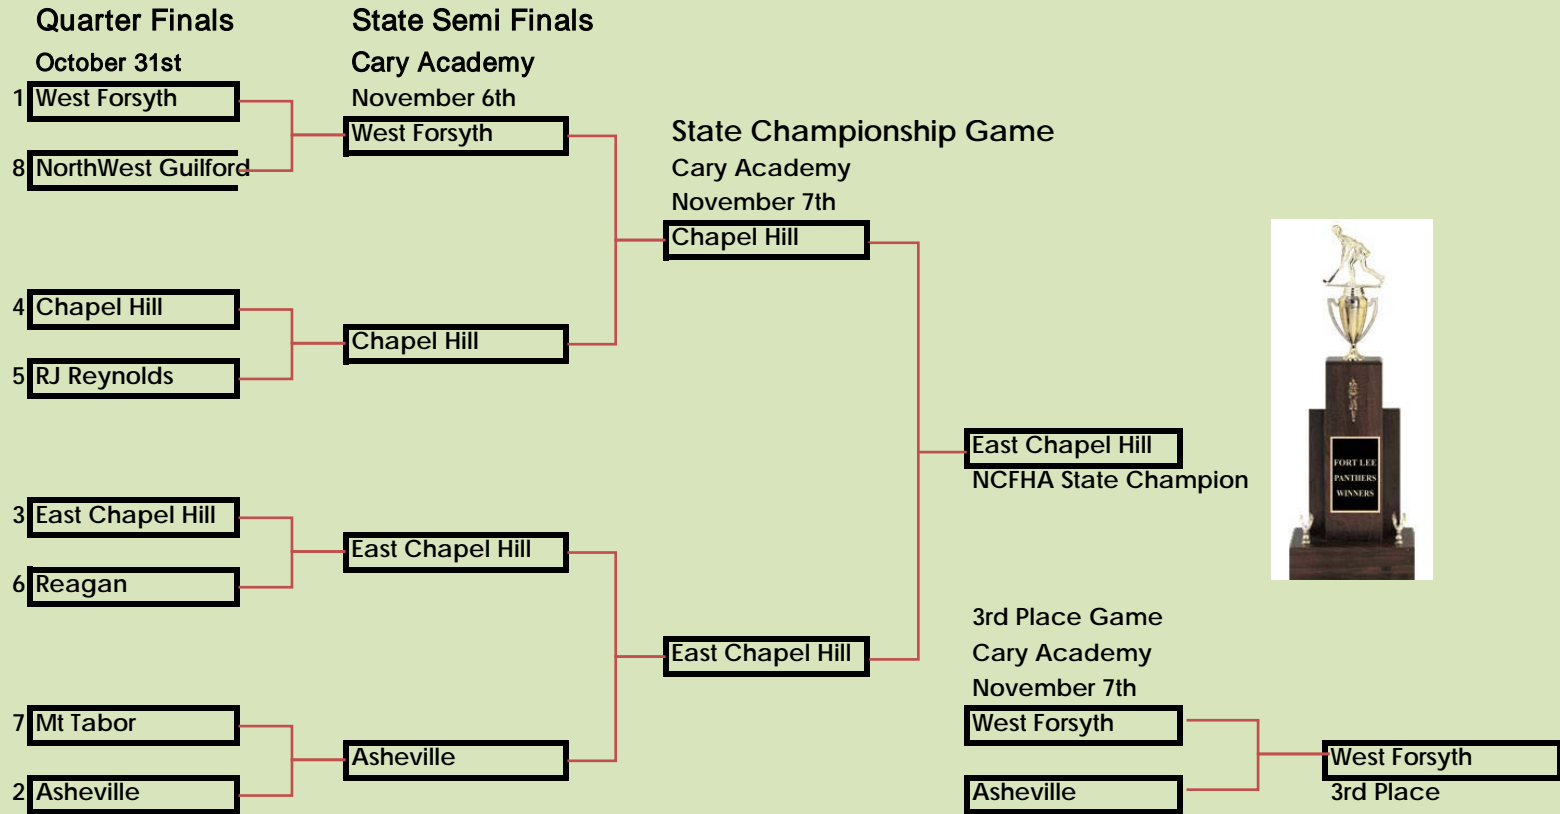 Quarter Finals
October 31st
1 West Forsyth
8 NorthWest Guilford
4 Chapel Hill
5 RJ Reynolds
3 East Chapel Hill
6 Reagan
7 Mt Tabor
2 Asheville
State Semi Finals
Cary Academy
November 6th
West Forsyth
Chapel Hill
East Chapel Hill
Asheville
State Championship Game
Cary Academy
November 7th
Chapel Hill
East Chapel Hill
East Chapel Hill
NCFHA State Champion
FORT LEE
PANTHERS
WINNERS
3rd Place Game
Cary Academy
November 7th
West Forsyth
Asheville
West Forsyth
3rd Place